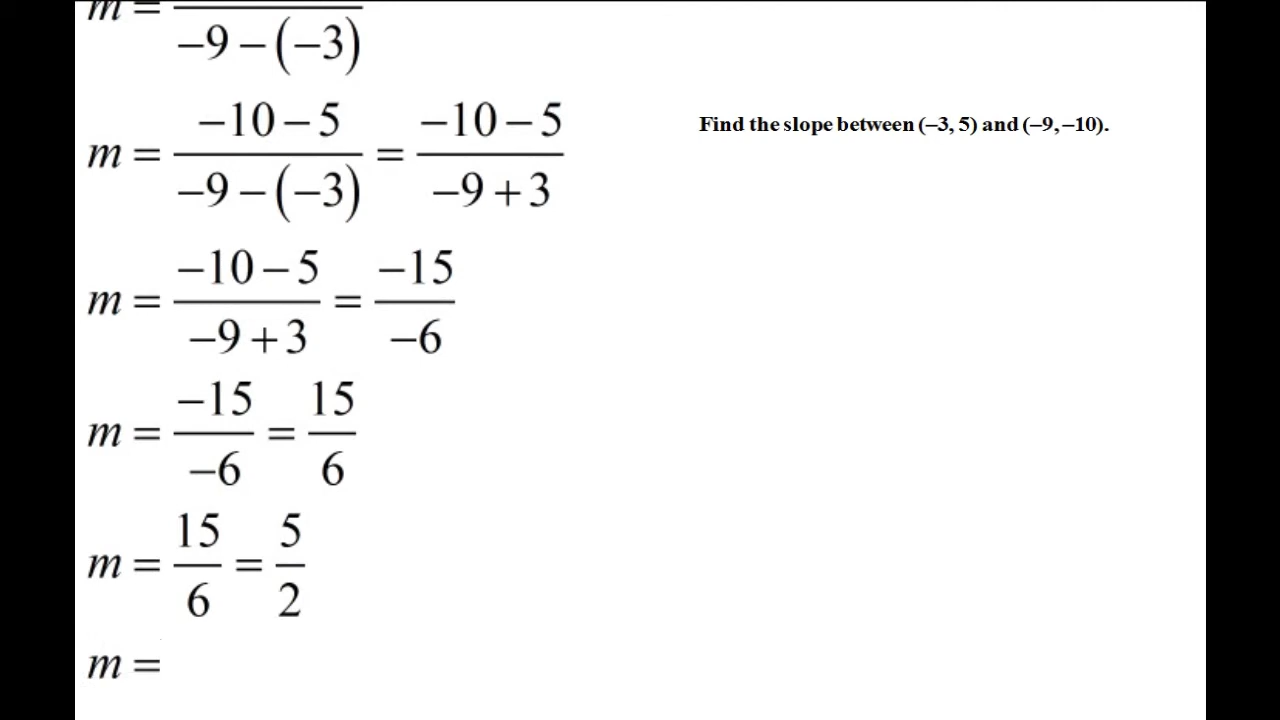 m = 
−9 − (−3)
Find the slope between (−3, 5) and (−9, −10).
m = −10 − 5 / −9 − (−3) = −10 − 5 / −9 + 3
m = −10 − 5 / −9 + 3 = −15 / −6
m = −15 / −6 = 15 / 6
m = 15 / 6 = 5 / 2
m =